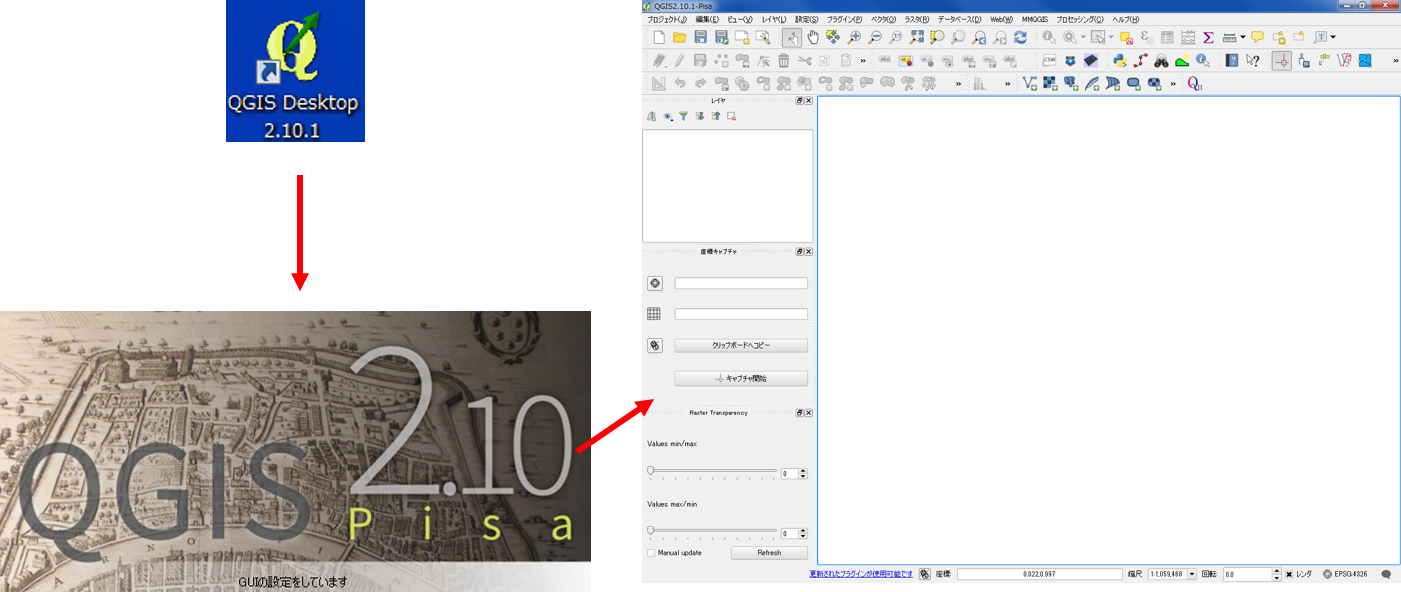 QGIS Desktop
2.10.1
2.10
QGIS
Pisa
GUIの設定をしています
QGIS2.10.1-Pisa
プロジェクト(J) 編集(E) ビュー(V) レイヤ(L) 設定(S) プラグイン(P) ベクタ(O) ラスタ(R) データベース(D) Web(W) MMQGIS プロセッシング(C) ヘルプ(H)
レイヤ
座標キャプチャ
クリップボードへコピー
キャプチャ開始
Raster Transparency
Values min/max
0
Values max/min
0
Manual update Refresh
更新されたプラグインが使用可能です 座標: 0.022,0.997 縮尺 1:1,059,468 回転: 0.0 レンダ EPSG:4326